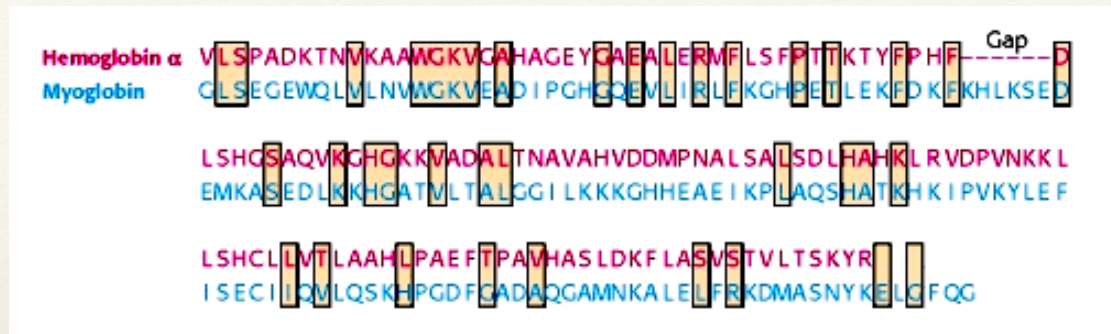 Gap
Hemoglobin α VLSPADKTNVKAAWGKVGAHAGEYGAEALERMFLSFPTTKTYFPHF------D
Myoglobin GLSEGEWQLVLNVWGKVEADIPGHGQEVLIRLFKGHPETLEKFDKFKHLKSED
LSHGSAQVKGHGKKVADALTNAVAHVDDMPNALSALSDLHAHKLRVDPVNKKL
EMKASEDLKKHGATVLTALGGILKKKGHHEAEIKPLAQSHATKHKIPVKYLEF
LSHCLLVTLAAHLPAEFTPAVHASLDKFLASVSTVLTSKYR
ISECIIQVLQSKHPGDFGADAQGAMNKALELFRKDMASNYKELGFQG